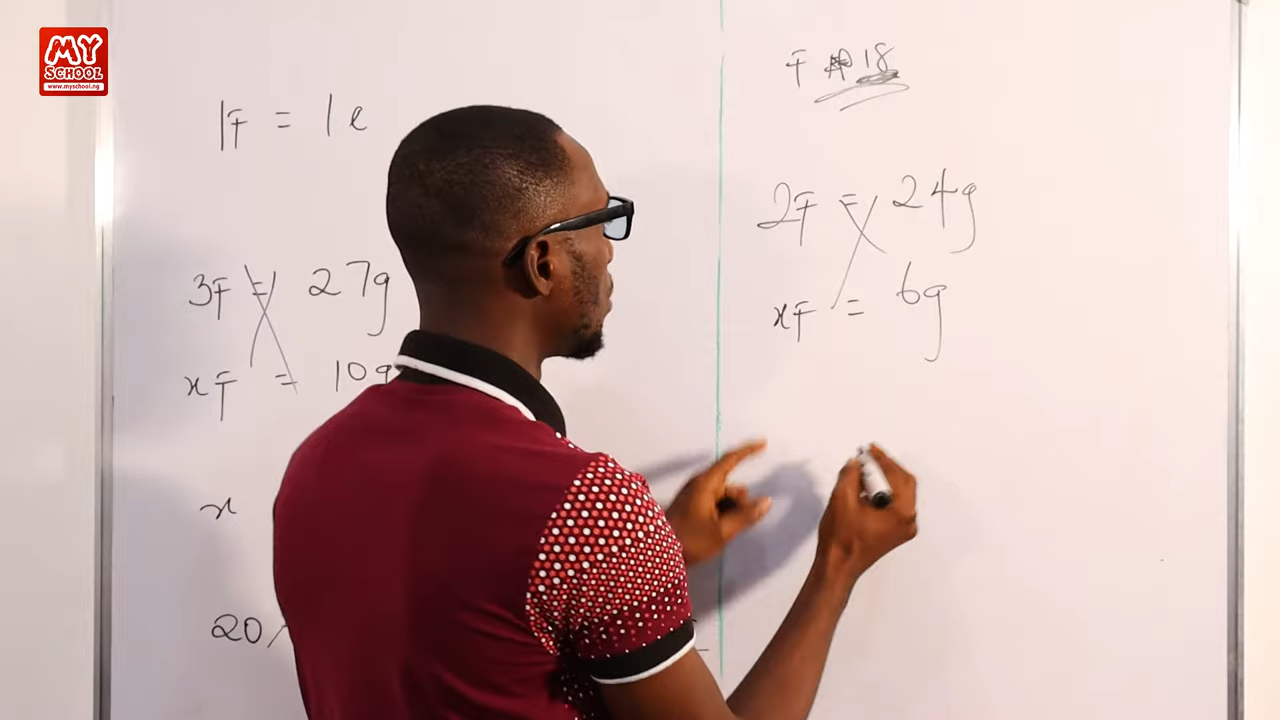 MY
SCHOOL
www.myschool.ng
1F = 1e
3F = 27g
xF = 10g
x
20
F 18
2F = 24g
xF = 6g